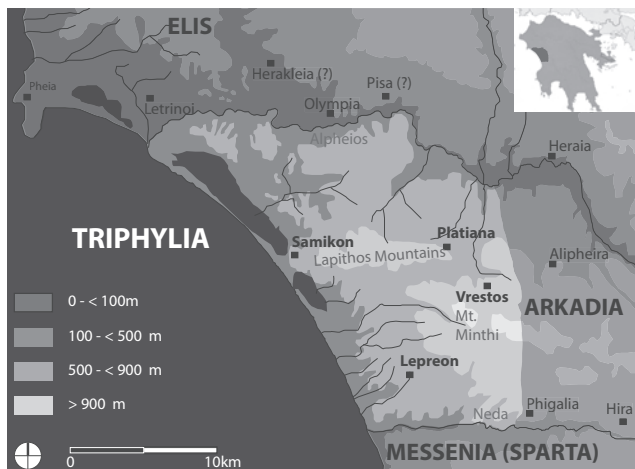 ELIS
Herakleia (?)
Pisa (?)
Pheia
Letrinoi
Olympia
Alpheios
Heraia
TRIPHYLIA
Samikon
Platiana
Lapithos Mountains
Alipheira
0 - < 100m
Vrestos
ARKADIA
100 - < 500 m
Mt.
Minthi
500 - < 900 m
Lepreon
> 900 m
Neda
Phigalia
Hira
MESSENIA (SPARTA)
0
10km